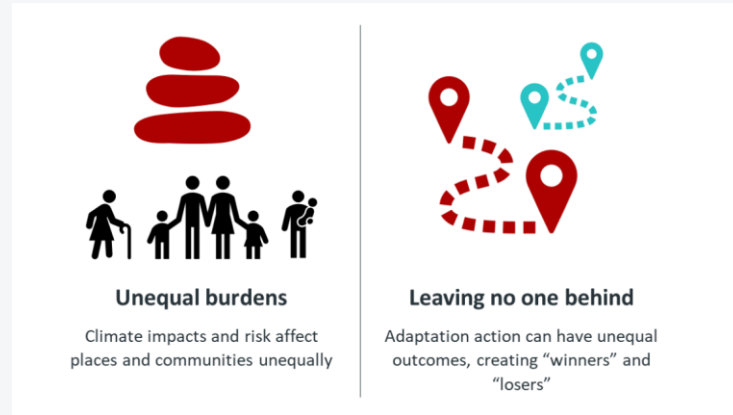 Unequal burdens
Climate impacts and risk affect
places and communities unequally
Leaving no one behind
Adaptation action can have unequal
outcomes, creating “winners” and
“losers”